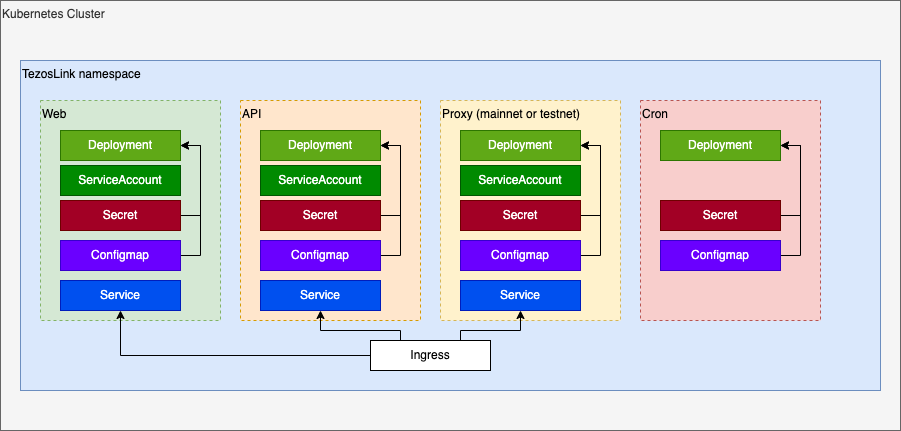 Kubernetes Cluster
TezosLink namespace
Web
Deployment
ServiceAccount
Secret
Configmap
Service
API
Deployment
ServiceAccount
Secret
Configmap
Service
Proxy (mainnet or testnet)
Deployment
ServiceAccount
Secret
Configmap
Service
Cron
Deployment
Secret
Configmap
Ingress